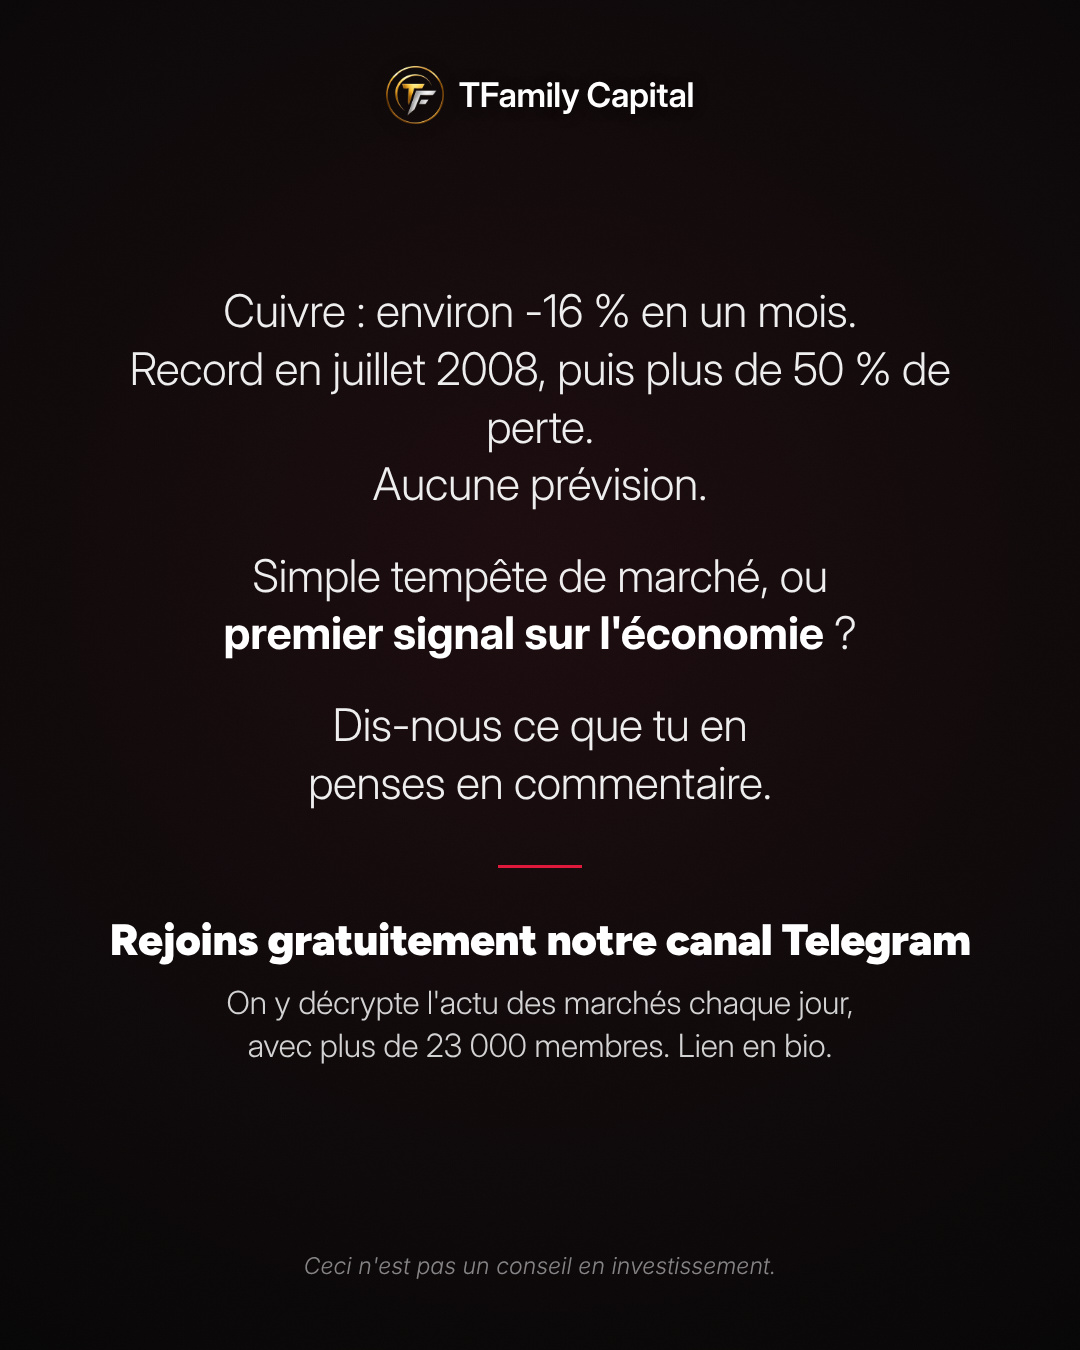 TF TFamily Capital
Cuivre : environ -16 % en un mois.
Record en juillet 2008, puis plus de 50 % de
perte.
Aucune prévision.
Simple tempête de marché, ou
premier signal sur l'économie ?
Dis-nous ce que tu en
penses en commentaire.
Rejoins gratuitement notre canal Telegram
On y décrypte l'actu des marchés chaque jour,
avec plus de 23 000 membres. Lien en bio.
Ceci n'est pas un conseil en investissement.